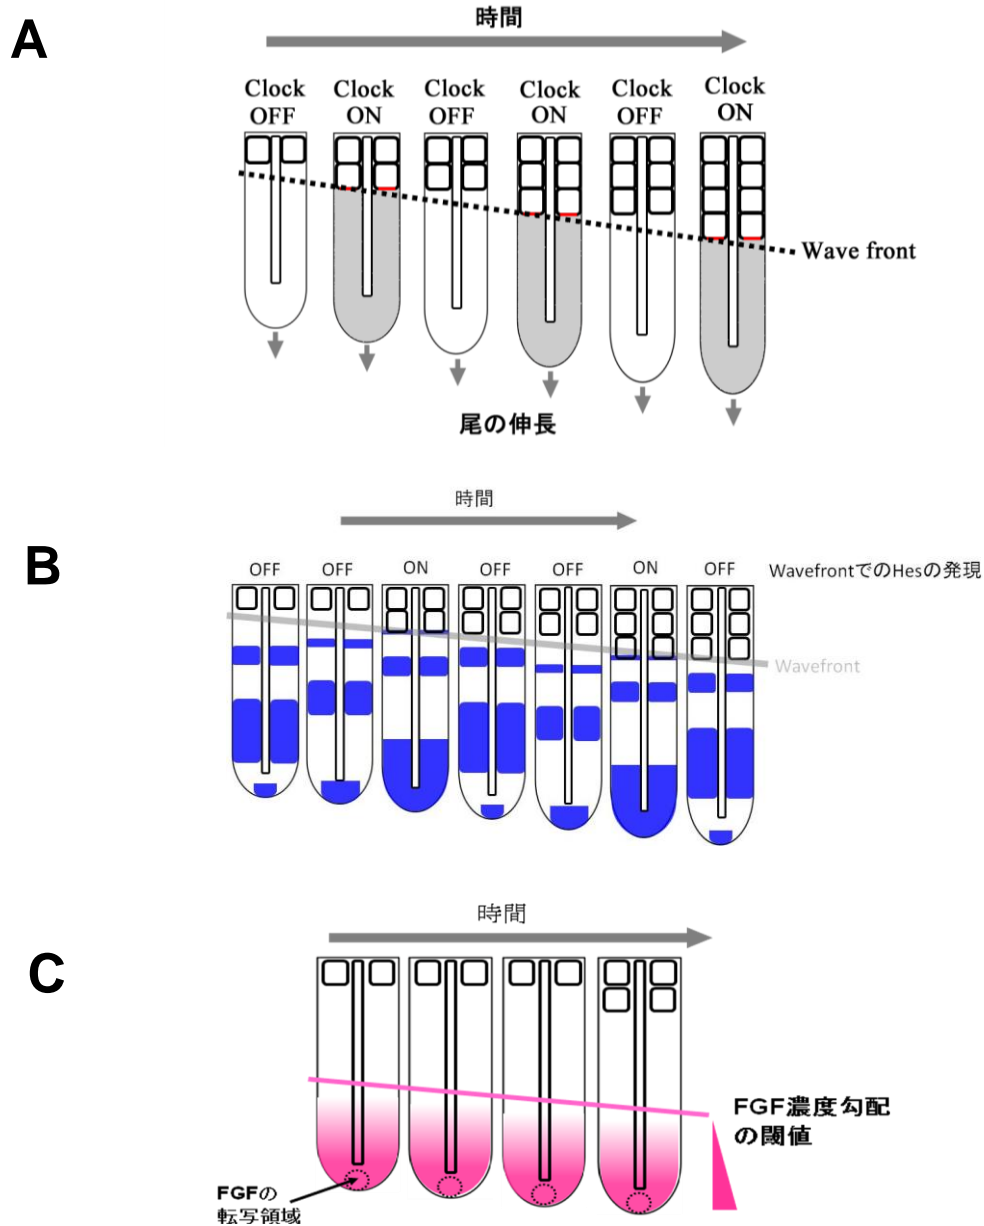 A
時間
Clock OFF
Clock ON
Clock OFF
Clock ON
Clock OFF
Clock ON
Wave front
尾の伸長
B
時間
OFF OFF ON OFF OFF ON OFF WavefrontでのHesの発現
Wavefront
C
時間
FGF濃度勾配
の閾値
FGFの
転写領域